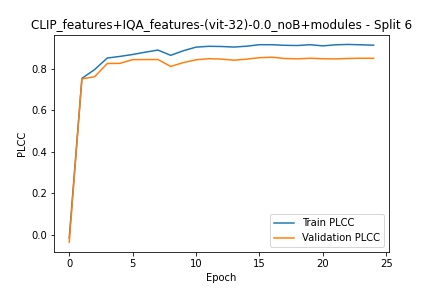 CLIP_features+IQA_features-(vit-32)-0.0_noB+modules - Split 6
PLCC
0.8
0.6
0.4
0.2
0.0
Train PLCC
Validation PLCC
0 5 10 15 20 25
Epoch